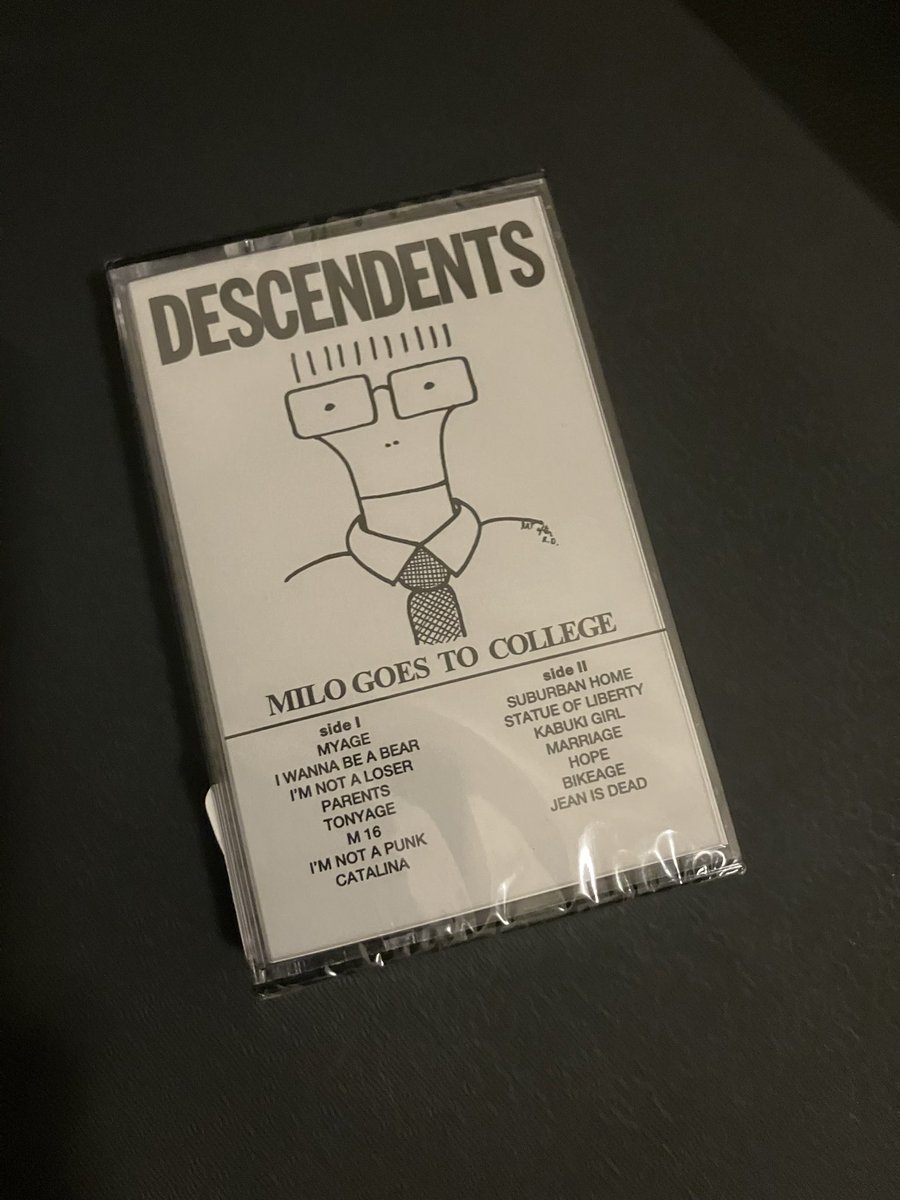 DESCENDENTS
MILO GOES TO COLLEGE
side I
MYAGE
I WANNA BE A BEAR
I'M NOT A LOSER
PARENTS
TONYAGE
M 16
I'M NOT A PUNK
CATALINA
side II
SUBURBAN HOME
STATUE OF LIBERTY
KABUKI GIRL
MARRIAGE
HOPE
BIKEAGE
JEAN IS DEAD